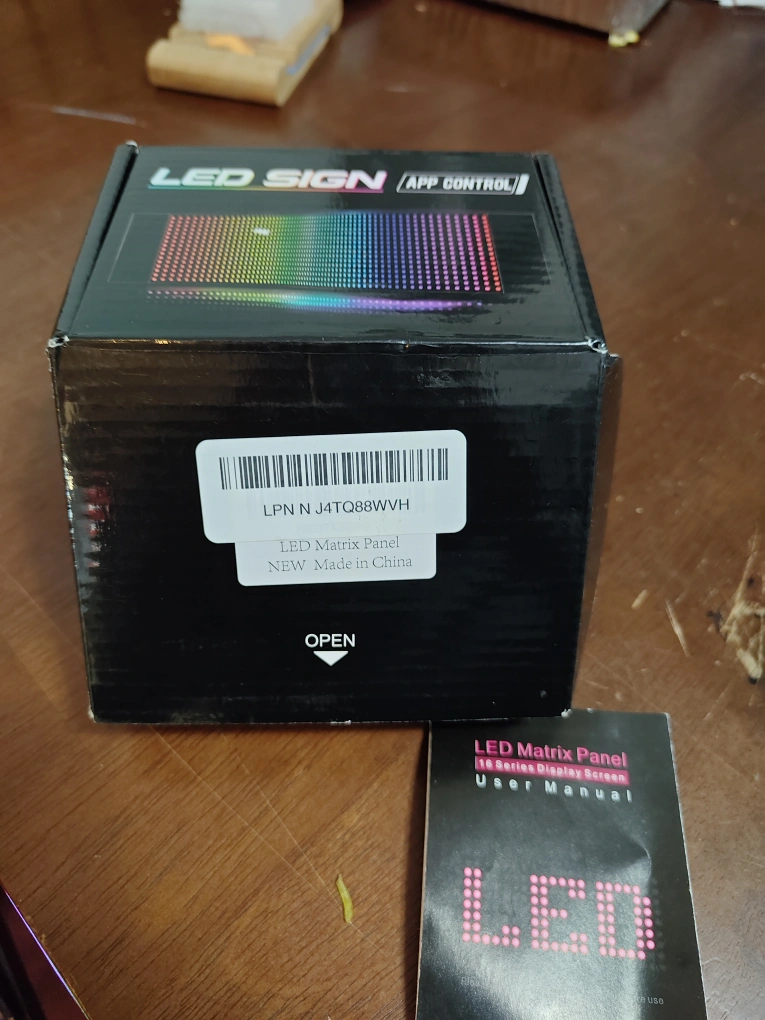 LED SIGN APP CONTROL
LPN N J4TQ88WVH
LED Matrix Panel
NEW Made in China
OPEN
LED Matrix Panel
16 Series Display Screen
User Manual
LED
use